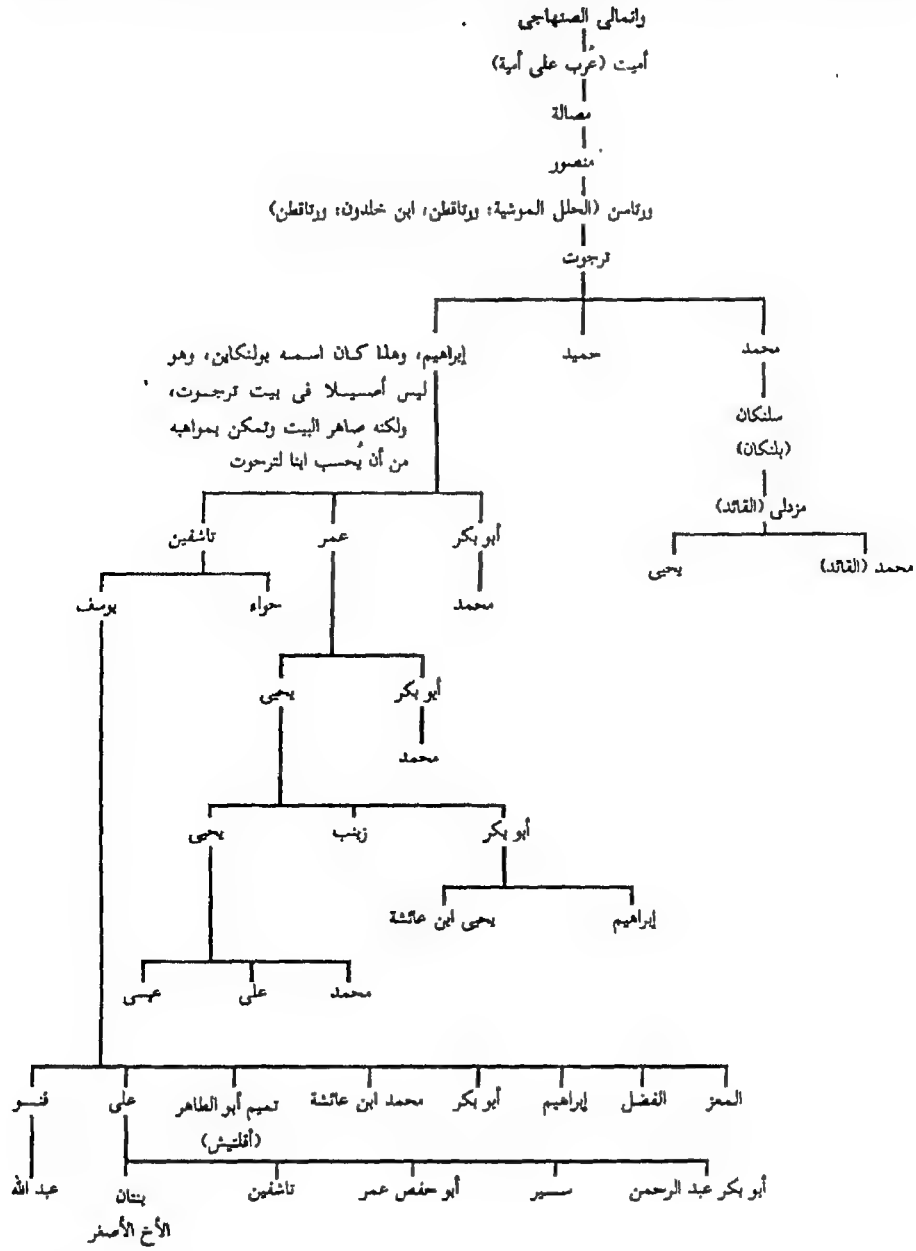 وانمالى الصنهاجى
أميت (عُرب على أمية)
مصالة
منصور
ورتاسن (الحلل الموشية: ورتاقطن، ابن خلدون: ورتاقطن)
ترجوت
محمد
حميد
إبراهيم، وهذا كان اسمه بولنكاين، وهو
ليس أصيلا فى بيت ترجوت،
ولكنه صاهر البيت وتمكن بمواهبه
من أن يُحسب ابنا لترحوت
سلنكان
(بلنكان)
مزدلى (القائد)
محمد (القائد)
يحيى
أبو بكر
عمر
تاشفين
محمد
حواء
يوسف
أبو بكر
يحيى
محمد
أبو بكر
زينب
يحيى
إبراهيم
يحيى ابن عائشة
محمد
على
عيسى
المعز
الفضل
إبراهيم
أبو بكر
محمد ابن عائشة
تميم أبو الطاهر
(أقلتيش)
على
قنو
أبو بكر عبد الرحمن
سير
أبو حفص عمر
تاشفين
ينتان
الأخ الأصغر
عبد الله